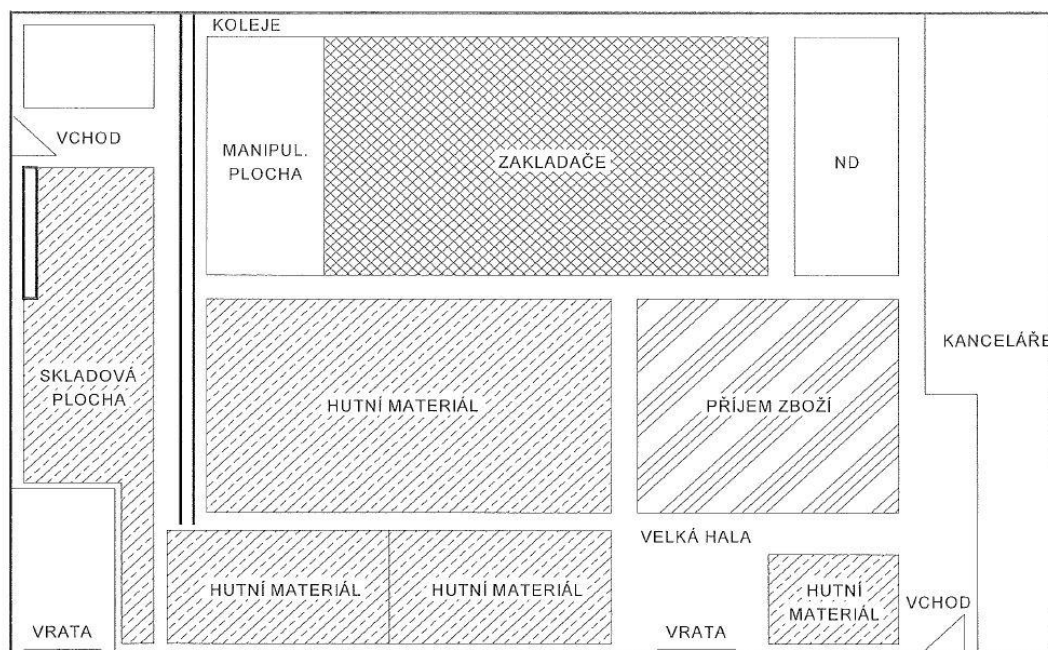 KOLEJE
VCHOD
MANIPUL.
PLOCHA
ZAKLADAČE
ND
KANCELÁŘE
SKLADOVÁ
PLOCHA
HUTNÍ MATERIÁL
PŘÍJEM ZBOŽÍ
VELKÁ HALA
HUTNÍ MATERIÁL
HUTNÍ MATERIÁL
HUTNÍ
MATERIÁL
VCHOD
VRATA
VRATA